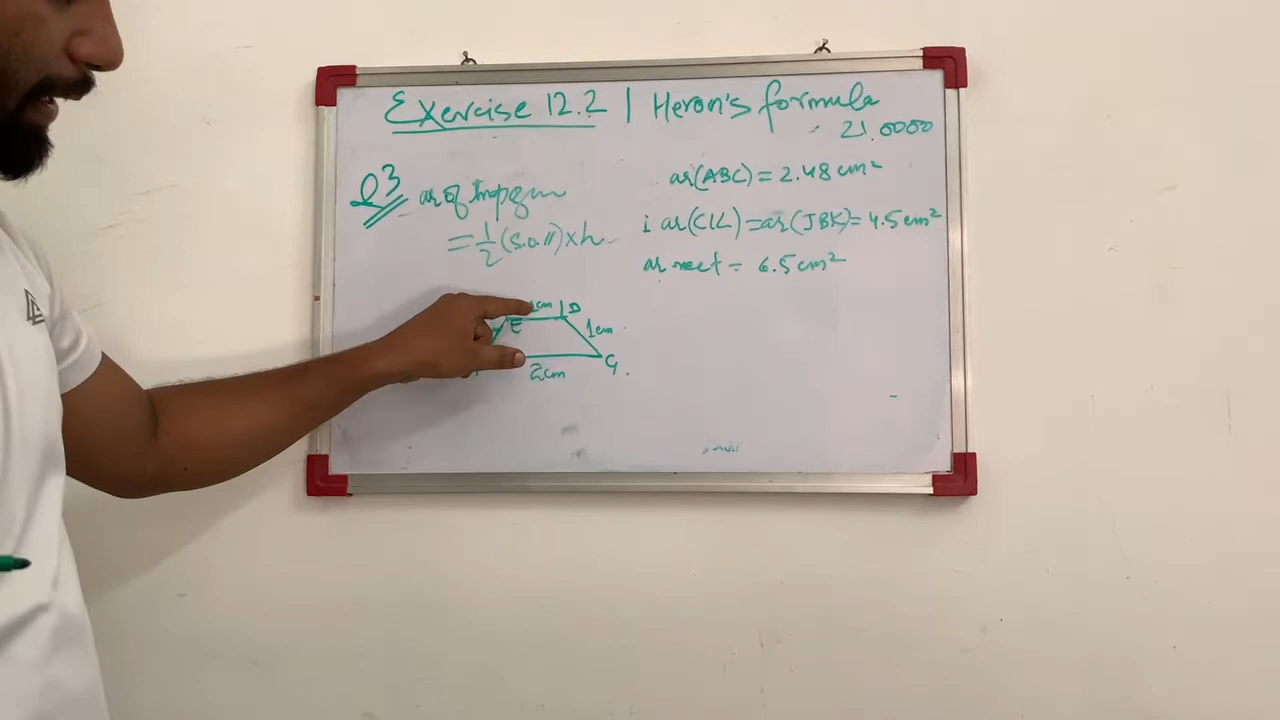 Exercise 12.2 | Heron's formula
21.0000
Q3
ar of trapzm
= 1/2 (S.o.||) x h
ar(ABC) = 2.48 cm²
ar(CIL) = ar(JBK) = 4.5 cm²
ar rect = 6.5 cm²
1cm D
E
1cm
G
2cm